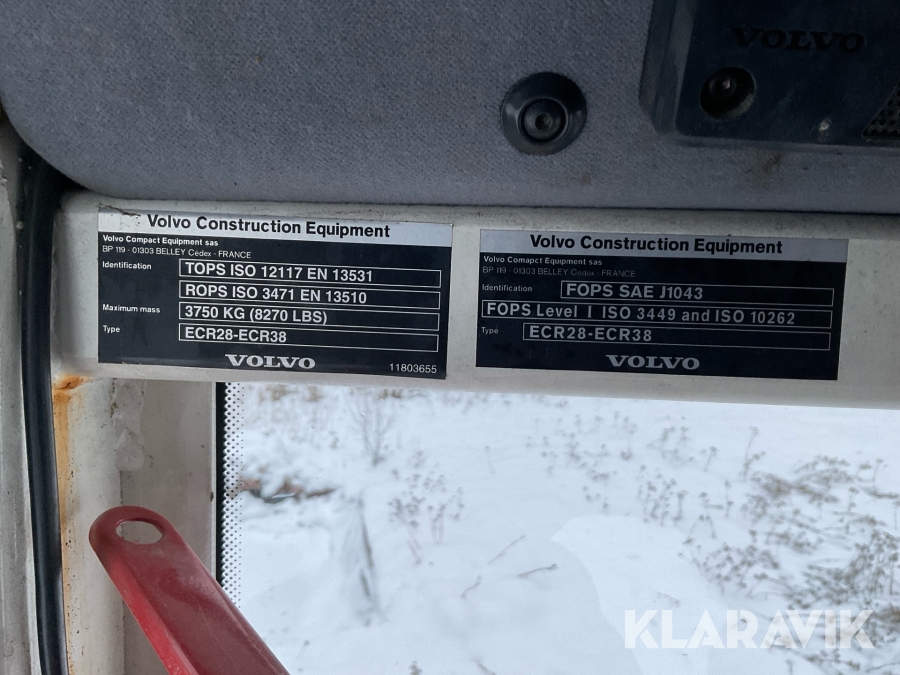 VOLVO
Volvo Construction Equipment
Volvo Compact Equipment sas
BP 119 - 01303 BELLEY Cédex - FRANCE
Identification TOPS ISO 12117 EN 13531
ROPS ISO 3471 EN 13510
Maximum mass 3750 KG (8270 LBS)
Type ECR28-ECR38
VOLVO 11803655
Volvo Construction Equipment
Volvo Compact Equipment sas
BP 119 - 01303 BELLEY Cédex - FRANCE
Identification FOPS SAE J1043
FOPS Level I ISO 3449 and ISO 10262
Type ECR28-ECR38
VOLVO
KLARAVIK